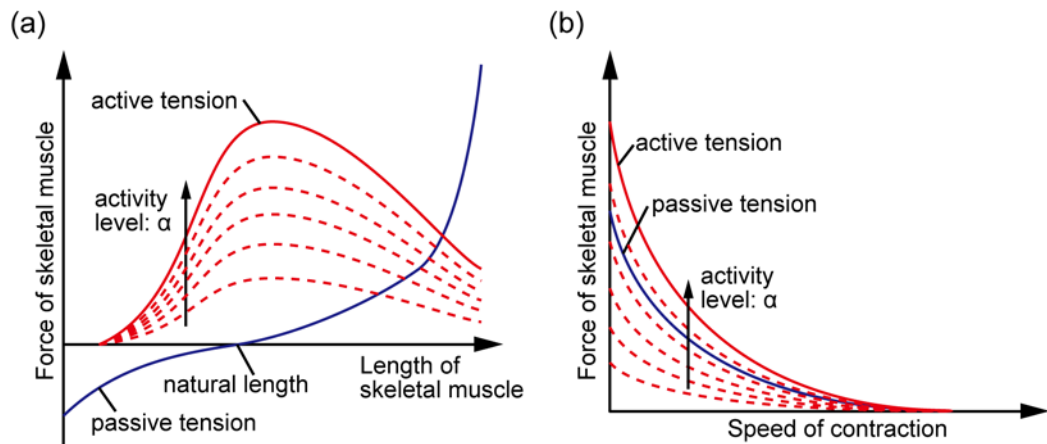 (a)
Force of skeletal muscle
active tension
activity
level: α
Length of
skeletal muscle
natural length
passive tension
(b)
Force of skeletal muscle
active tension
passive tension
activity
level: α
Speed of contraction